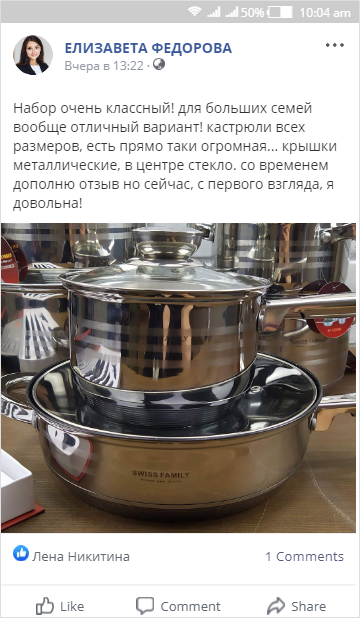 50% 10:04 am
ЕЛИЗАВЕТА ФЕДОРОВА
Вчера в 13:22 ·
Набор очень классный! для больших семей
вообще отличный вариант! кастрюли всех
размеров, есть прямо таки огромная... крышки
металлические, в центре стекло. со временем
дополню отзыв но сейчас, с первого взгляда, я
довольна!
SWISS FAMILY
Лена Никитина 1 Comments
Like Comment Share